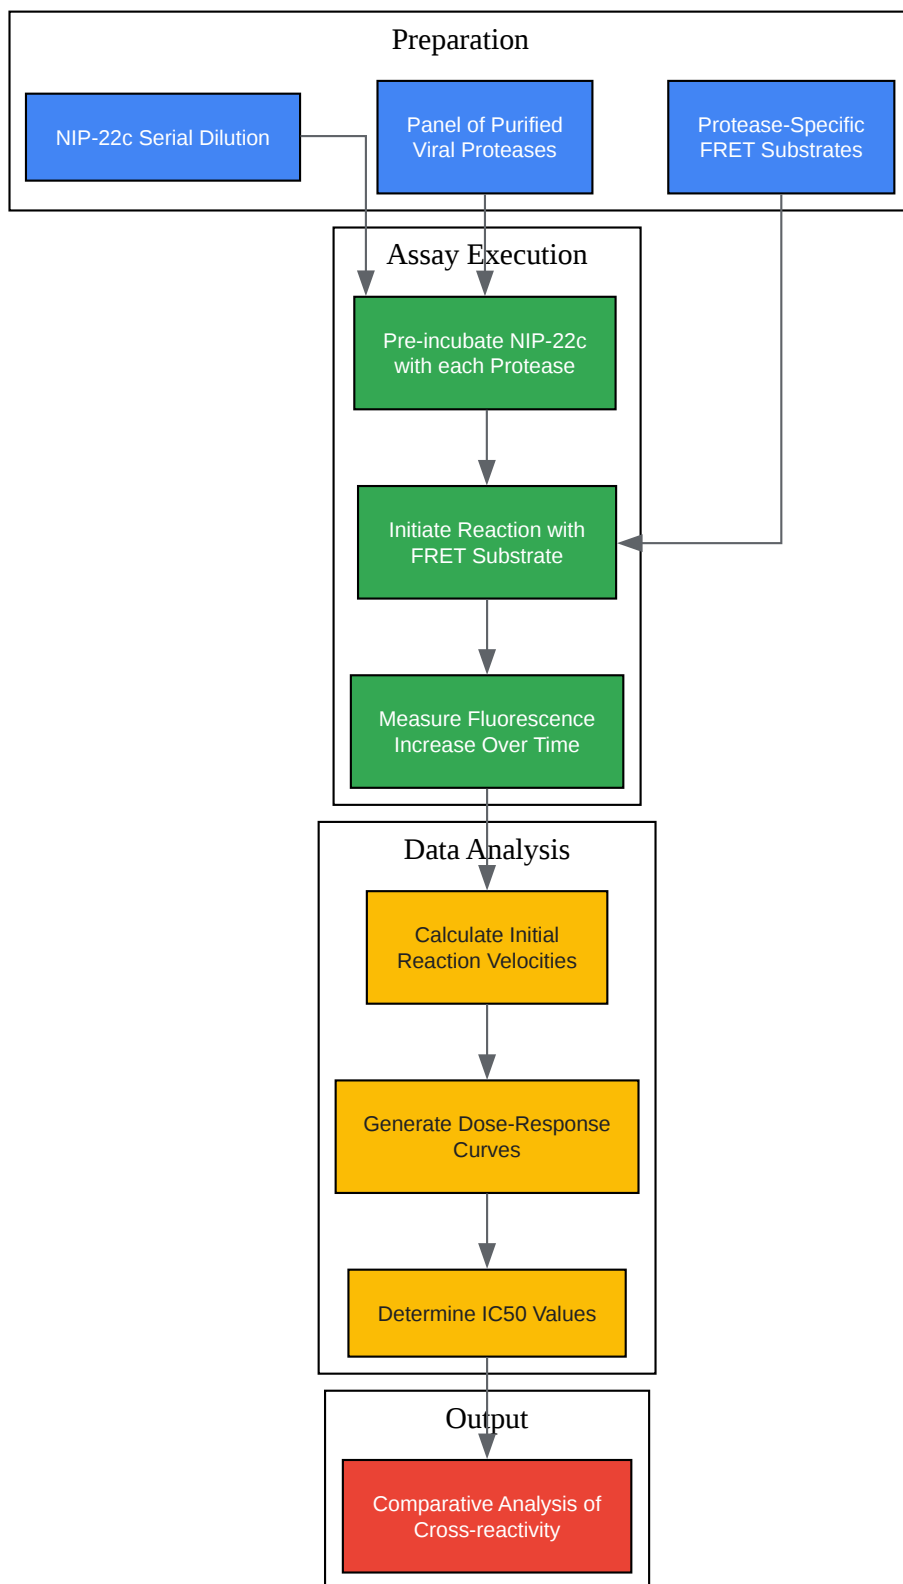 Preparation
NIP-22c Serial Dilution
Panel of Purified
Viral Proteases
Protease-Specific
FRET Substrates
Assay Execution
Pre-incubate NIP-22c
with each Protease
Initiate Reaction with
FRET Substrate
Measure Fluorescence
Increase Over Time
Data Analysis
Calculate Initial
Reaction Velocities
Generate Dose-Response
Curves
Determine IC50 Values
Output
Comparative Analysis of
Cross-reactivity